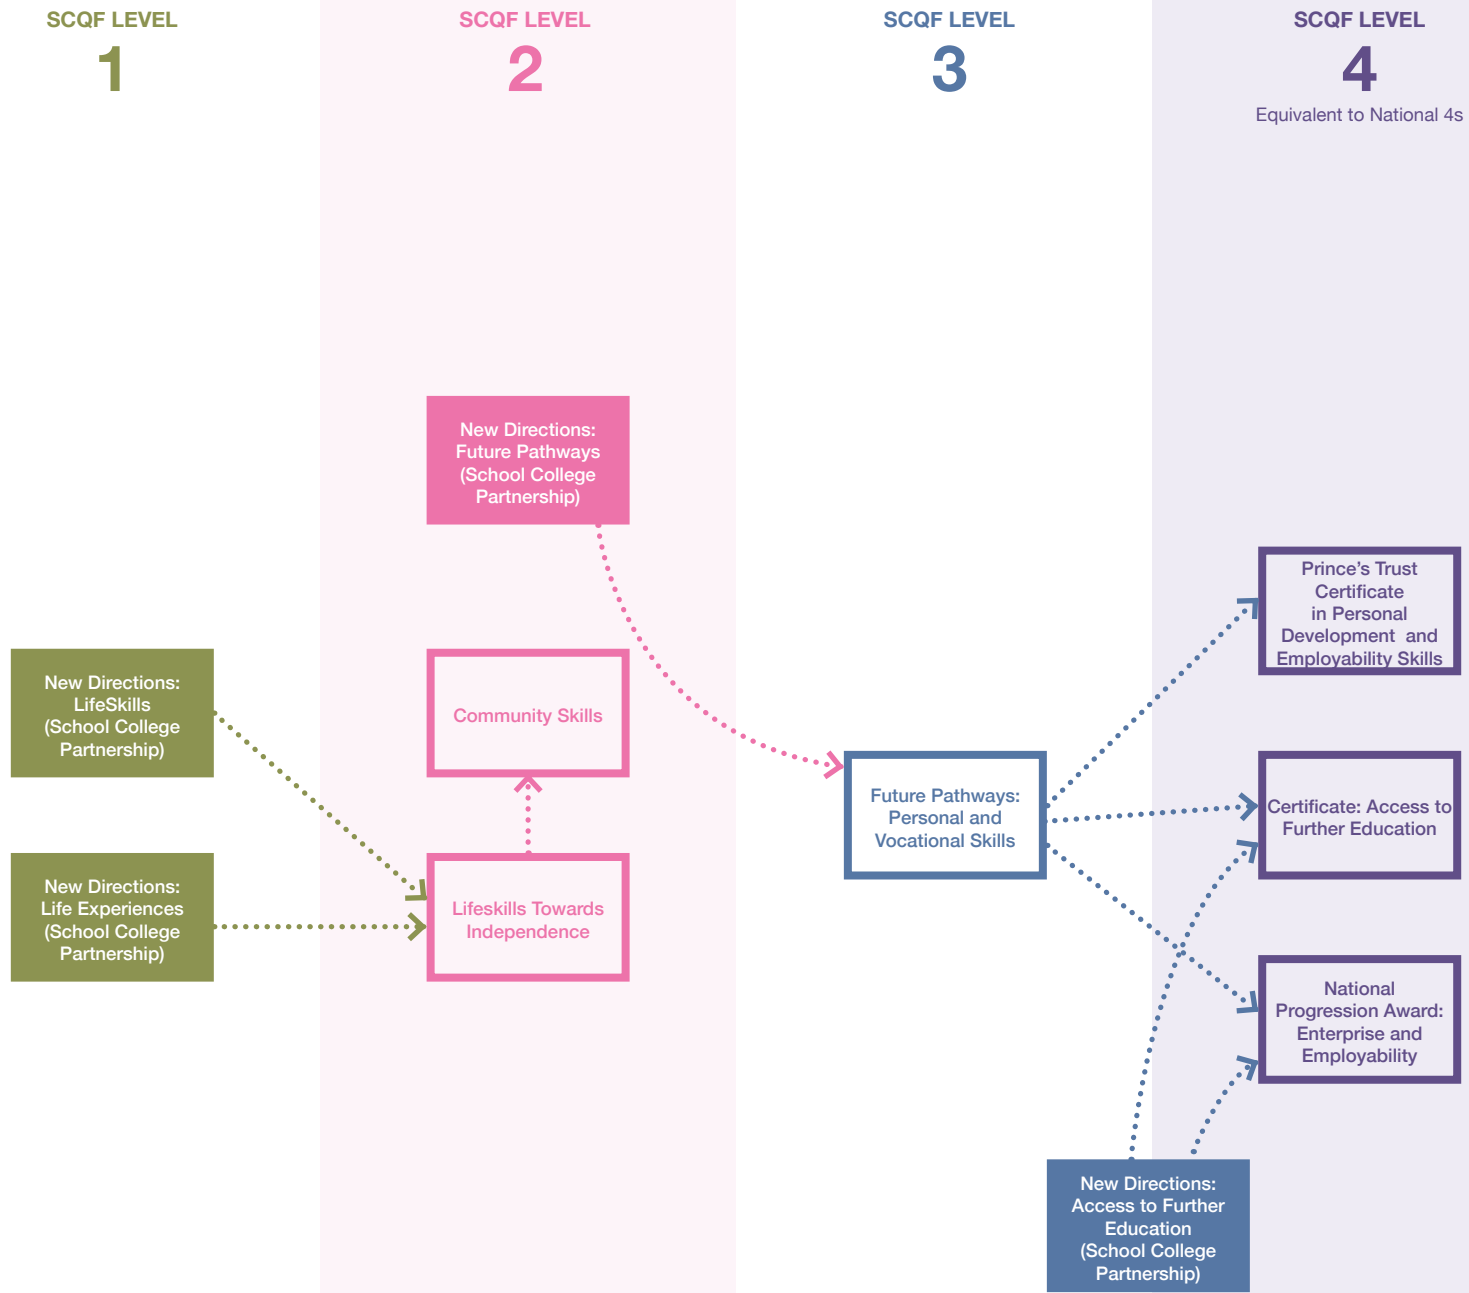 SCQF LEVEL
1
SCQF LEVEL
2
SCQF LEVEL
3
SCQF LEVEL
4
Equivalent to National 4s
New Directions:
LifeSkills
(School College
Partnership)
New Directions:
Life Experiences
(School College
Partnership)
New Directions:
Future Pathways
(School College
Partnership)
Community Skills
Lifeskills Towards
Independence
Future Pathways:
Personal and
Vocational Skills
New Directions:
Access to Further
Education
(School College
Partnership)
Prince’s Trust
Certificate
in Personal
Development  and
Employability Skills
Certificate: Access to
Further Education
National
Progression Award:
Enterprise and
Employability